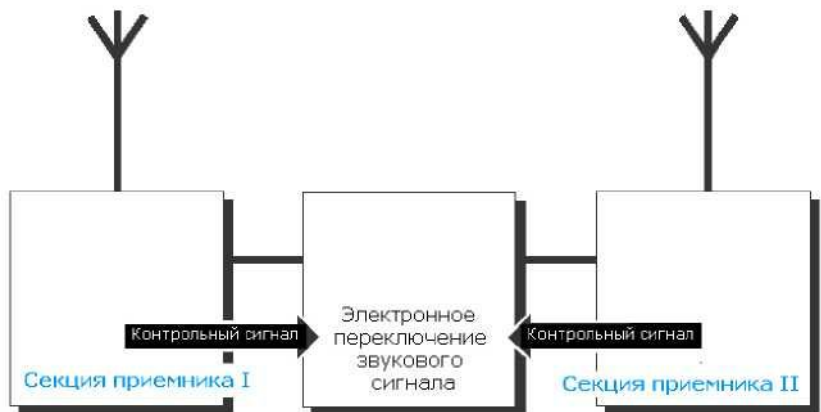 Контрольный сигнал
Секция приемника I
Электронное
переключение
звукового
сигнала
Контрольный сигнал
Секция приемника II